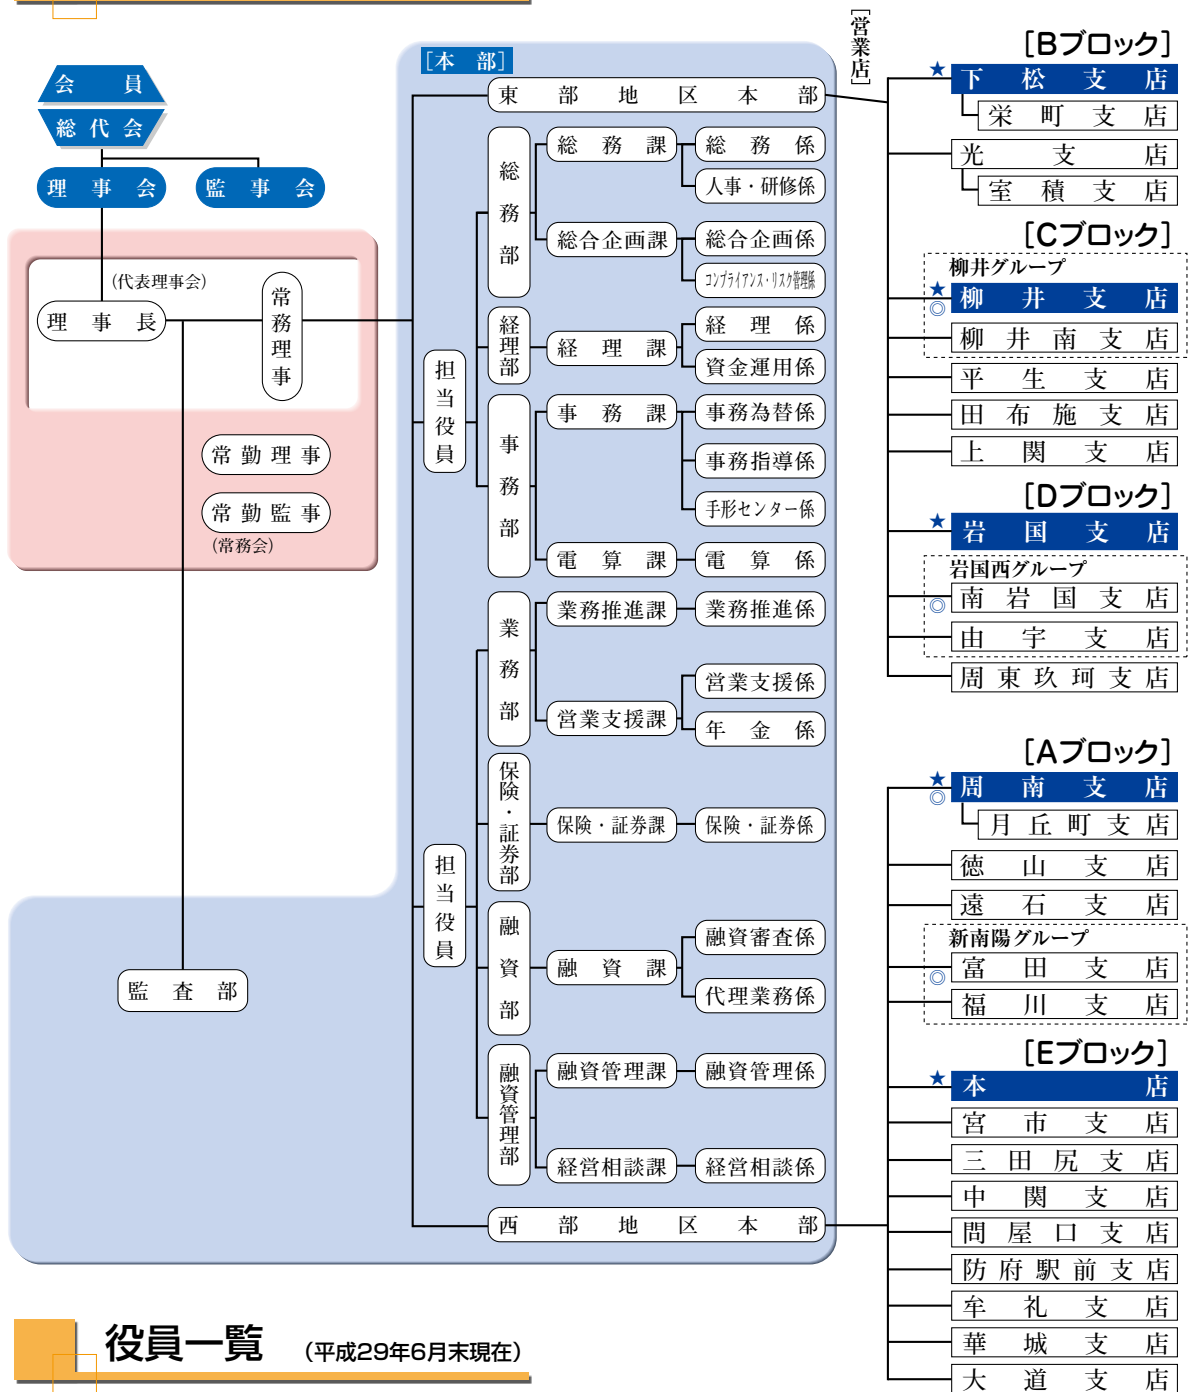 会員
総代会
理事会
監事会
(代表理事会)
理事長
常務理事
常勤理事
常勤監事
(常務会)
監査部
[本部]
東部地区本部
担当役員
総務部
総務課
総務係
人事・研修係
総合企画課
総合企画係
コンプライアンス・リスク管理係
経理部
経理課
経理係
資金運用係
事務部
事務課
事務為替係
事務指導係
手形センター係
電算課
電算係
担当役員
業務部
業務推進課
業務推進係
営業支援課
営業支援係
年金係
保険・証券部
保険・証券課
保険・証券係
融資部
融資課
融資審査係
代理業務係
融資管理部
融資管理課
融資管理係
経営相談課
経営相談係
西部地区本部
[営業店]
[Bブロック]
★下松支店
栄町支店
光支店
室積支店
[Cブロック]
柳井グループ
★◎柳井支店
柳井南支店
平生支店
田布施支店
上関支店
[Dブロック]
★岩国支店
岩国西グループ
◎南岩国支店
由宇支店
周東玖珂支店
[Aブロック]
★◎周南支店
月丘町支店
徳山支店
遠石支店
新南陽グループ
◎富田支店
福川支店
[Eブロック]
★本店
宮市支店
三田尻支店
中関支店
問屋口支店
防府駅前支店
牟礼支店
華城支店
大道支店
役員一覧 (平成29年6月末現在)